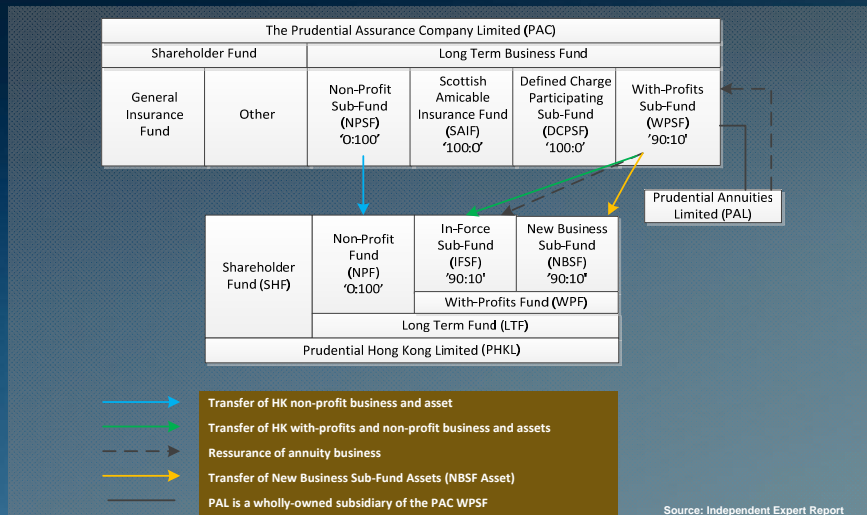 The Prudential Assurance Company Limited (PAC)
Shareholder Fund
Long Term Business Fund
General
Insurance
Fund
Other
Non-Profit
Sub-Fund
(NPSF)
‘0:100’
Scottish
Amicable
Insurance Fund
(SAIF)
‘100:0’
Defined Charge
Participating
Sub-Fund
(DCPSF)
‘100:0’
With-Profits
Sub-Fund
(WPSF)
'90:10'
Prudential Annuities
Limited (PAL)
Shareholder
Fund (SHF)
Non-Profit
Fund
(NPF)
‘0:100’
In-Force
Sub-Fund
(IFSF)
’90:10'
New Business
Sub-Fund
(NBSF)
’90:10'
With-Profits Fund (WPF)
Long Term Fund (LTF)
Prudential Hong Kong Limited (PHKL)
Transfer of HK non-profit business and asset
Transfer of HK with-profits and non-profit business and assets
Ressurance of annuity business
Transfer of New Business Sub-Fund Assets (NBSF Asset)
PAL is a wholly-owned subsidiary of the PAC WPSF
Source: Independent Expert Report